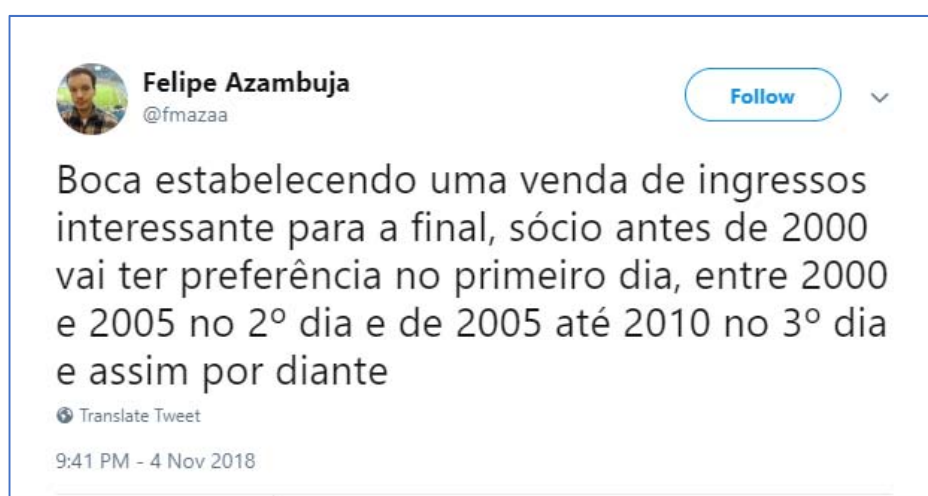 Felipe Azambuja
@fmazaa
Follow
Boca estabelecendo uma venda de ingressos
interessante para a final, sócio antes de 2000
vai ter preferência no primeiro dia, entre 2000
e 2005 no 2º dia e de 2005 até 2010 no 3º dia
e assim por diante
Translate Tweet
9:41 PM - 4 Nov 2018